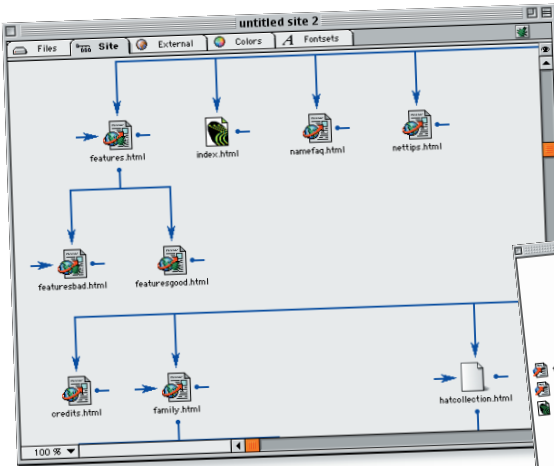 untitled site 2
Files Site External Colors Fontsets
features.html index.html namefaq.html nettips.html
featuresbad.html featuresgood.html
credits.html family.html hatcollection.html
100 %